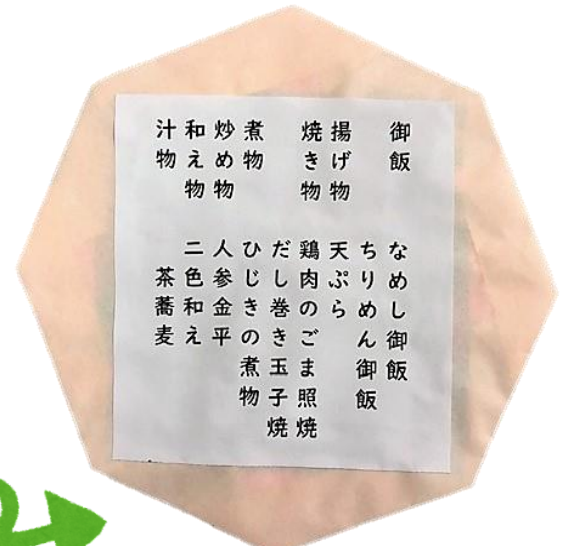 御飯 なめし御飯
ちりめん御飯
揚げ物 天ぷら
焼き物 鶏肉のごま照焼
だし巻き玉子焼
煮物 ひじきの煮物
炒め物 人参金平
和え物 二色和え
汁物 茶蕎麦